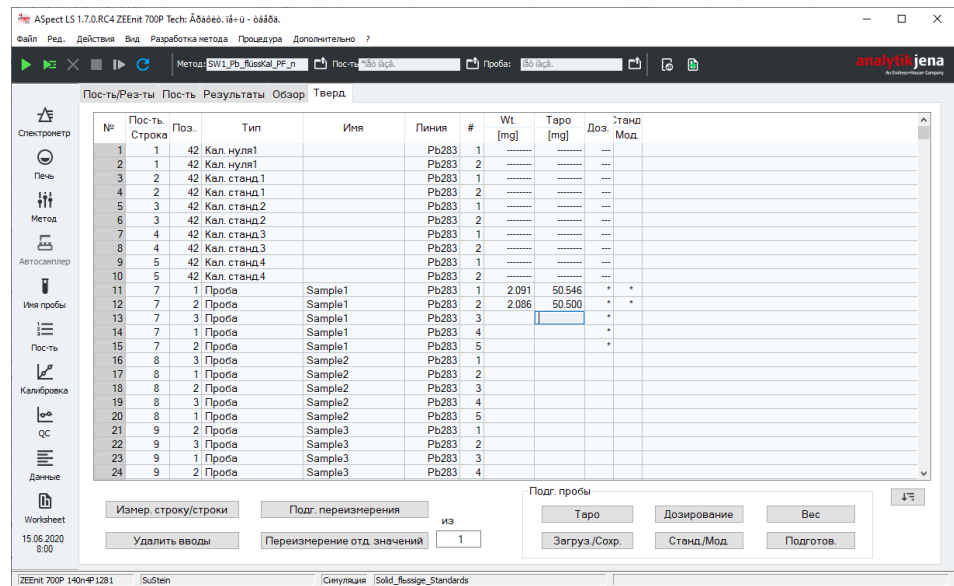 ASpect LS 1.7.0.RC4 ZEEnit 700P Tech: Ãðàôèò. ïå÷ü - òâåðä.
Файл Ред. Действия Вид Разработка метода Процедура Дополнительно ?
Метод: SW1_Pb_flüssKal_PF_n Пос-ть: Проба:
analytikjena
An Endress+Hauser Company
Пос-ть/Рез-ты Пос-ть Результаты Обзор Тверд.
Спектрометр
Печь
Метод
Автосамплер
Имя пробы
Пос-ть
Калибровка
QC
Данные
Worksheet
15.06.2020
8:00
№ Пос-ть. Строка Поз.. Тип Имя Линия # Wt. [mg] Таро [mg] Доз. Станд Мод.
1 1 42 Кал. нуля1 Pb283 1 -------- -------- ---
2 1 42 Кал. нуля1 Pb283 2 -------- -------- ---
3 2 42 Кал. станд.1 Pb283 1 -------- -------- ---
4 2 42 Кал. станд.1 Pb283 2 -------- -------- ---
5 3 42 Кал. станд.2 Pb283 1 -------- -------- ---
6 3 42 Кал. станд.2 Pb283 2 -------- -------- ---
7 4 42 Кал. станд.3 Pb283 1 -------- -------- ---
8 4 42 Кал. станд.3 Pb283 2 -------- -------- ---
9 5 42 Кал. станд.4 Pb283 1 -------- -------- ---
10 5 42 Кал. станд.4 Pb283 2 -------- -------- ---
11 7 1 Проба Sample1 Pb283 1 2.091 50.546 * *
12 7 2 Проба Sample1 Pb283 2 2.086 50.500 * *
13 7 3 Проба Sample1 Pb283 3 *
14 7 1 Проба Sample1 Pb283 4 *
15 7 2 Проба Sample1 Pb283 5 *
16 8 3 Проба Sample2 Pb283 1
17 8 1 Проба Sample2 Pb283 2
18 8 2 Проба Sample2 Pb283 3
19 8 3 Проба Sample2 Pb283 4
20 8 1 Проба Sample2 Pb283 5
21 9 2 Проба Sample3 Pb283 1
22 9 3 Проба Sample3 Pb283 2
23 9 1 Проба Sample3 Pb283 3
24 9 2 Проба Sample3 Pb283 4
Измер. строку/строки Подг. переизмерения
из
Удалить вводы Переизмерение отд. значений 1
Подг. пробы
Таро Дозирование Вес
Загруз./Сохр. Станд./Мод. Подготов.
ZEEnit 700P 140n4P1281 SuStein Симуляция Solid_flьssige_Standards